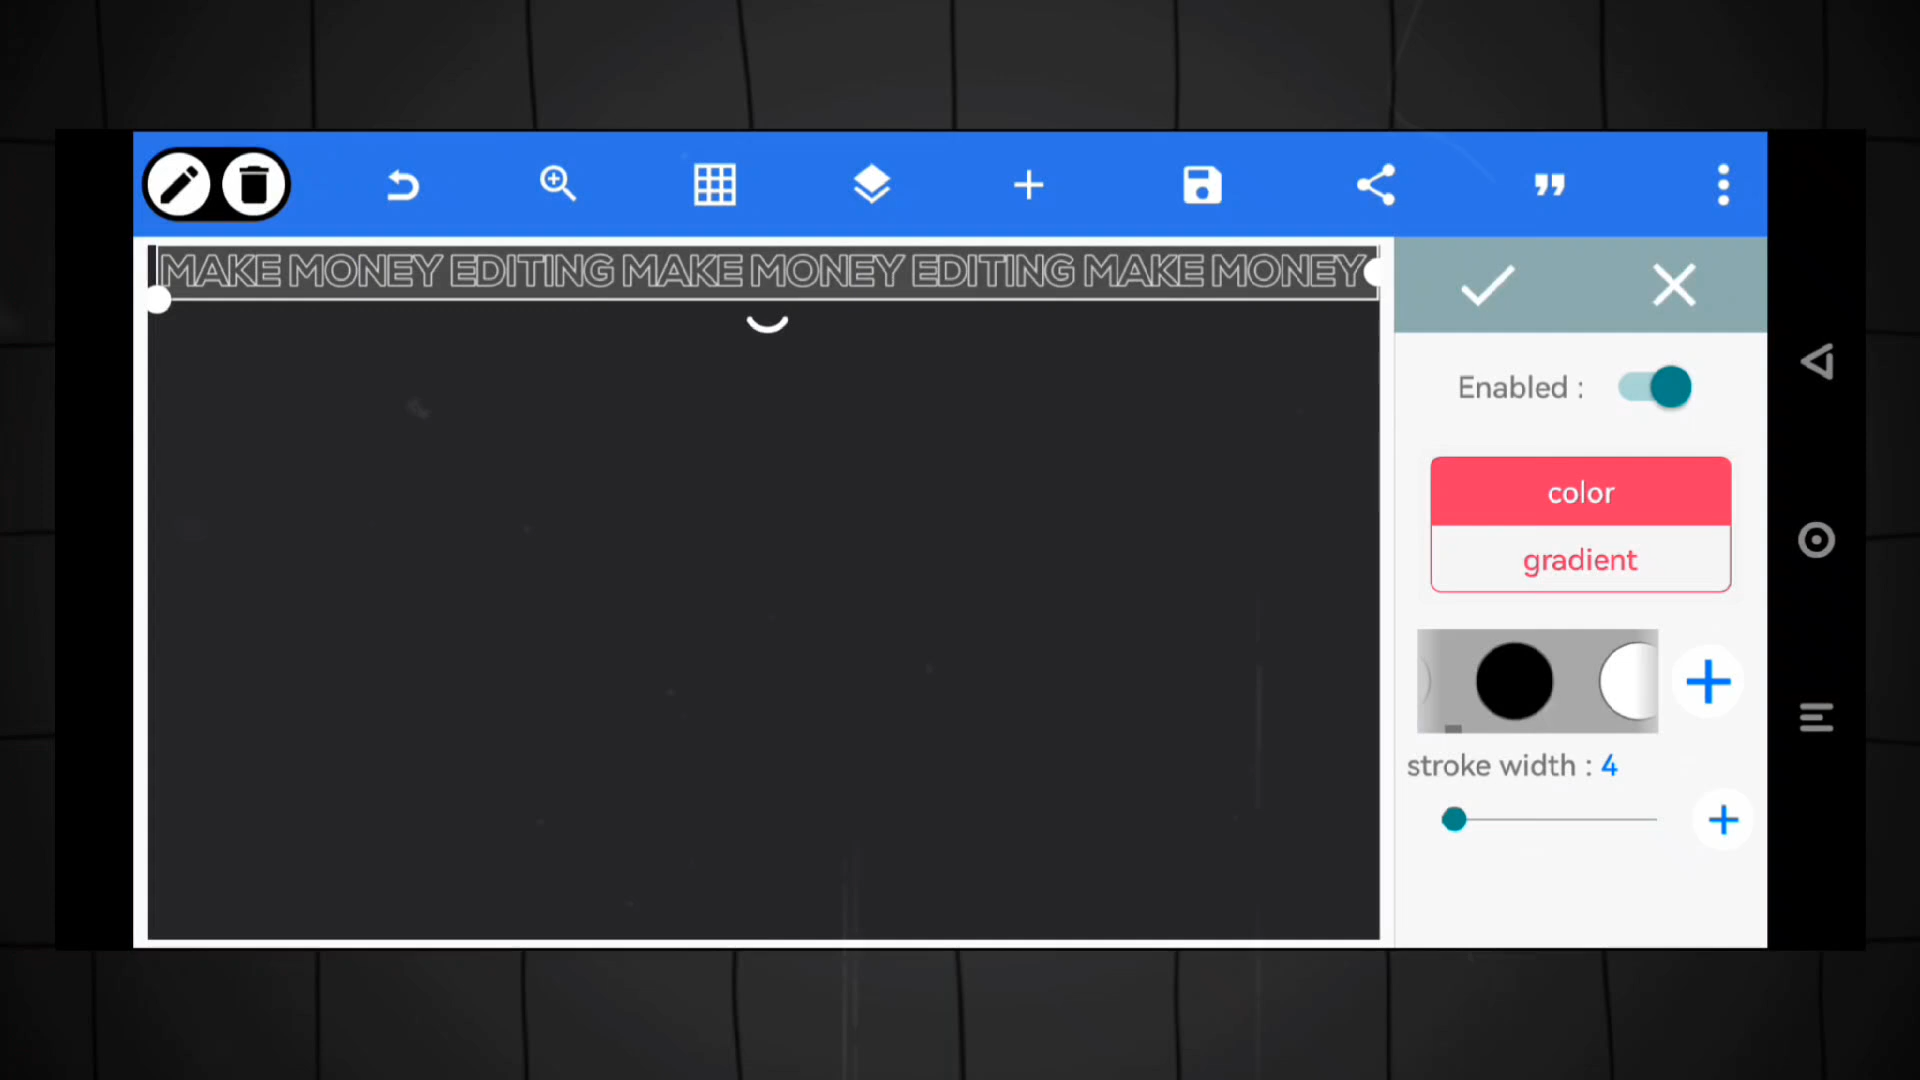 MAKE MONEY EDITING MAKE MONEY EDITING MAKE MONEY
Enabled :
color
gradient
stroke width : 4